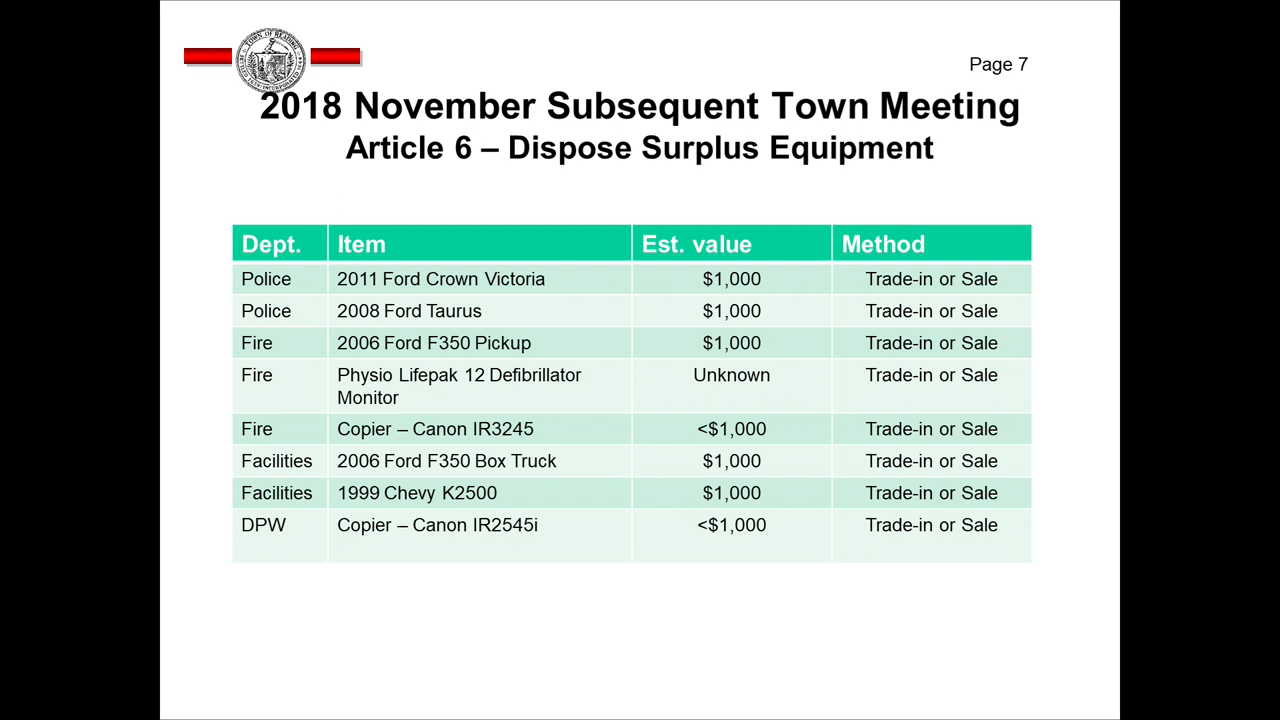 Page 7
TOWN OF READING
2018 November Subsequent Town Meeting
Article 6 – Dispose Surplus Equipment
Dept. Item Est. value Method
Police 2011 Ford Crown Victoria $1,000 Trade-in or Sale
Police 2008 Ford Taurus $1,000 Trade-in or Sale
Fire 2006 Ford F350 Pickup $1,000 Trade-in or Sale
Fire Physio Lifepak 12 Defibrillator Unknown Trade-in or Sale
Monitor
Fire Copier – Canon IR3245 <$1,000 Trade-in or Sale
Facilities 2006 Ford F350 Box Truck $1,000 Trade-in or Sale
Facilities 1999 Chevy K2500 $1,000 Trade-in or Sale
DPW Copier – Canon IR2545i <$1,000 Trade-in or Sale